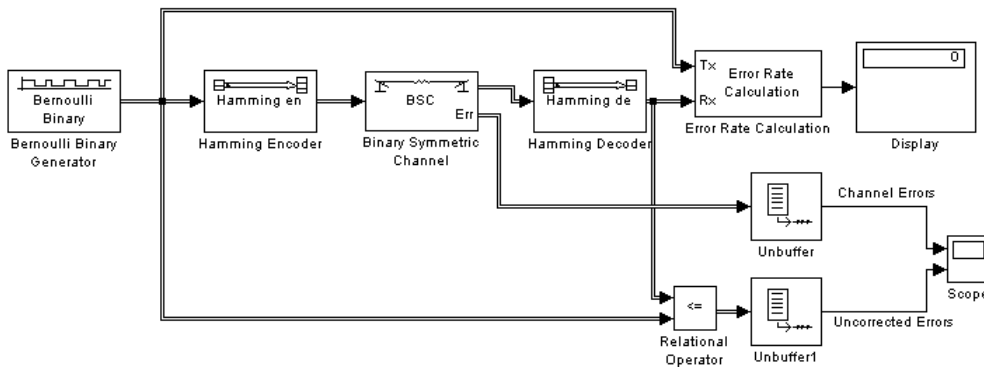 Bernoulli
Binary
Bernoulli Binary
Generator
Hamming en
Hamming Encoder
BSC
Err
Binary Symmetric
Channel
Hamming de
Hamming Decoder
Tx
Rx
Error Rate
Calculation
Error Rate Calculation
0
Display
Channel Errors
Unbuffer
Scope
<=
Relational
Operator
Uncorrected Errors
Unbuffer1